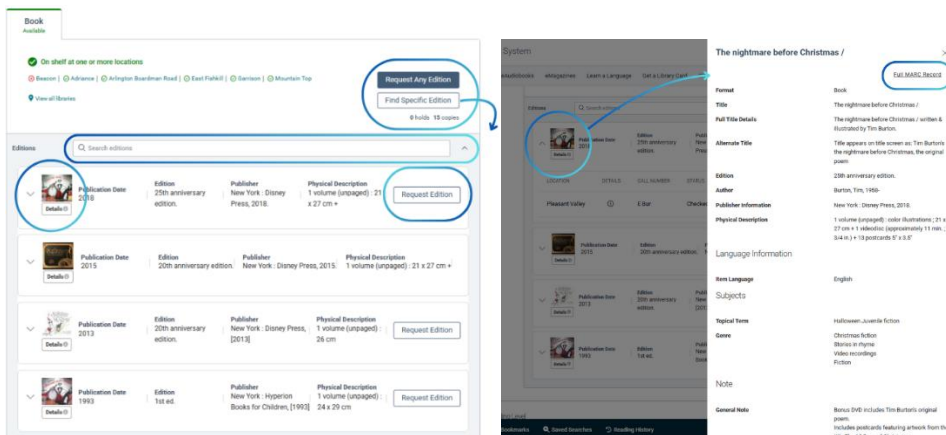 Book
Available
On shelf at one or more locations
Beacon | Adriance | Arlington Boardman Road | East Fishkill | Garrison | Mountain Top
View all libraries
Request Any Edition
Find Specific Edition
0 holds 13 copies
Editions
Search editions
Details
Publication Date
2018
Edition
25th anniversary
edition.
Publisher
New York : Disney
Press, 2018.
Physical Description
1 volume (unpaged) : 21
x 27 cm +
Request Edition
Details
Publication Date
2015
Edition
20th anniversary edition.
Publisher
New York : Disney Press, 2015.
Physical Description
1 volume (unpaged) : 21 x 27 cm +
Details
Publication Date
2013
Edition
20th anniversary
edition.
Publisher
New York : Disney Press,
[2013]
Physical Description
1 volume (unpaged) :
26 cm
Request Edition
Details
Publication Date
1993
Edition
1st ed.
Publisher
New York : Hyperion
Books for Children, [1993]
Physical Description
1 volume (unpaged) :
24 x 29 cm
Request Edition
System
eMagazines Learn a Language Get a Library Card
Editions
Search editions
Details
Publication Date
Edition
25th anniversary
edition.
LOCATION DETAILS CALL NUMBER STATUS
Pleasant Valley E Bur Checked
Details
Publication Date
2015
Edition
20th anniversary edition.
Details
Publication Date
2013
Edition
20th anniversary
edition.
Details
Publication Date
1993
Edition
1st ed.
Bookmarks Saved Searches Reading History
The nightmare before Christmas /
Full MARC Record
Format Book
Title The nightmare before Christmas /
Full Title Details The nightmare before Christmas / written &
illustrated by Tim Burton.
Alternate Title Title appears on title screen as: Tim Burton's
the nightmare before Christmas, the original
poem
Edition 25th anniversary edition.
Author Burton, Tim, 1958-
Publisher Information New York : Disney Press, 2018.
Physical Description 1 volume (unpaged) : color illustrations ; 21 x
27 cm + 1 videodisc (approximately 11 min. ;
3/4 in.) + 13 postcards
Language Information
Item Language English
Subjects
Topical Term Halloween Juvenile fiction
Genre Christmas fiction
Stories in rhyme
Video recordings
Fiction
Note
General Note Bonus DVD includes Tim Burton's original
poem.
Includes postcards featuring artwork from the